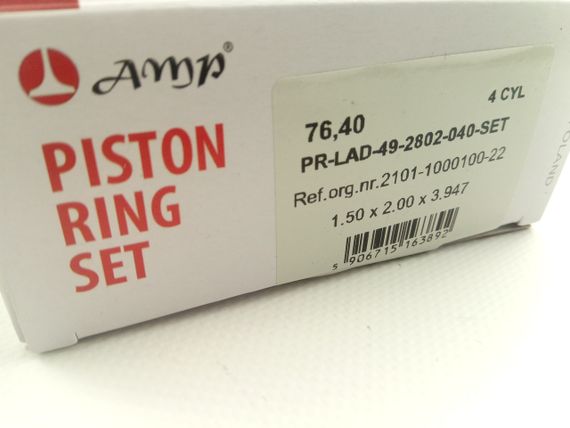 AMP®
PISTON
RING
SET
4 CYL
76,40
PR-LAD-49-2802-040-SET
Ref.org.nr.2101-1000100-22
1.50 x 2.00 x 3.947
5 906715 163892
POLAND